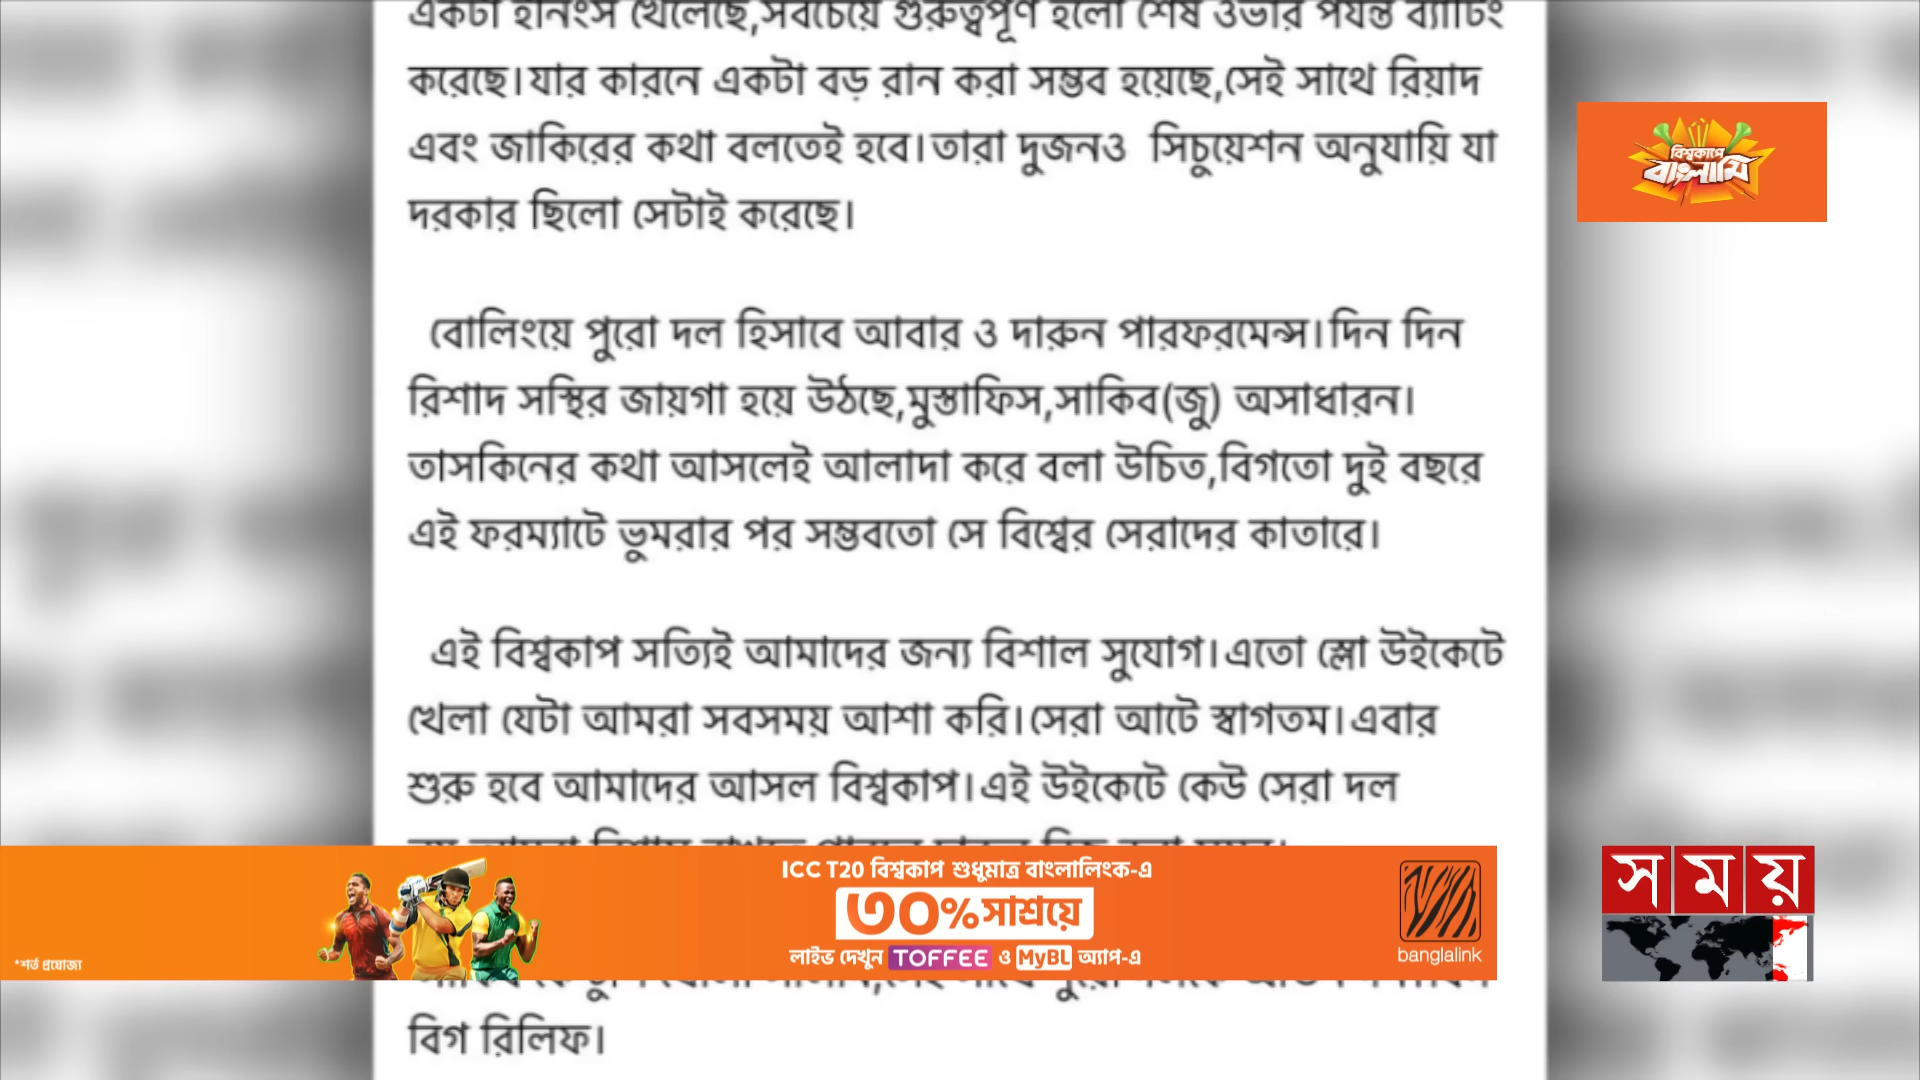 একটা ইনিংস খেলেছে,সবচেয়ে গুরুত্বপূর্ণ হলো শেষ ওভার পর্যন্ত ব্যাটিং
করেছে।যার কারনে একটা বড় রান করা সম্ভব হয়েছে,সেই সাথে রিয়াদ
এবং জাকিরের কথা বলতেই হবে।তারা দুজনও সিচুয়েশন অনুযায়ি যা
দরকার ছিলো সেটাই করেছে।
বোলিংয়ে পুরো দল হিসাবে আবার ও দারুন পারফরমেন্স।দিন দিন
রিশাদ সস্থির জায়গা হয়ে উঠছে,মুস্তাফিস,সাকিব(জু) অসাধারন।
তাসকিনের কথা আসলেই আলাদা করে বলা উচিত,বিগতো দুই বছরে
এই ফরম্যাটে ভুমরার পর সম্ভবতো সে বিশ্বের সেরাদের কাতারে।
এই বিশ্বকাপ সত্যিই আমাদের জন্য বিশাল সুযোগ।এতো স্লো উইকেটে
খেলা যেটা আমরা সবসময় আশা করি।সেরা আটে স্বাগতম।এবার
শুরু হবে আমাদের আসল বিশ্বকাপ।এই উইকেটে কেউ সেরা দল
বিগ রিলিফ।
বিশ্বকাপে
বাংলামি
ICC T20 বিশ্বকাপ শুধুমাত্র বাংলালিংক-এ
৩০% সাশ্রয়ে
লাইভ দেখুন TOFFEE ও MyBL অ্যাপ-এ
*শর্ত প্রযোজ্য
banglalink
সময়